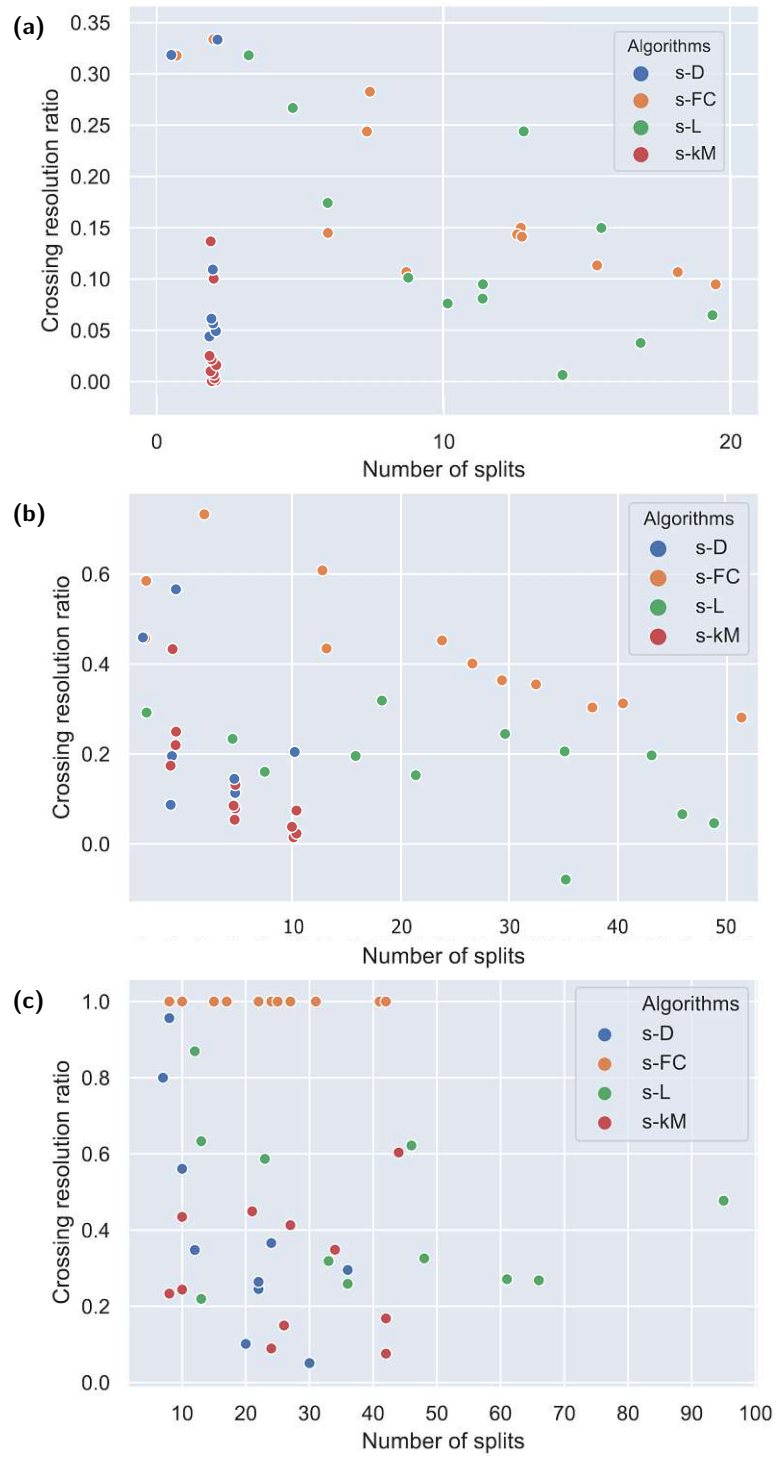 (a)
Crossing resolution ratio
0.35
0.30
0.25
0.20
0.15
0.10
0.05
0.00
Algorithms
s-D
s-FC
s-L
s-kM
0
10
20
Number of splits
(b)
Crossing resolution ratio
0.6
0.4
0.2
0.0
Algorithms
s-D
s-FC
s-L
s-kM
10
20
30
40
50
Number of splits
(c)
Crossing resolution ratio
1.0
0.8
0.6
0.4
0.2
0.0
Algorithms
s-D
s-FC
s-L
s-kM
10
20
30
40
50
60
70
80
90
100
Number of splits